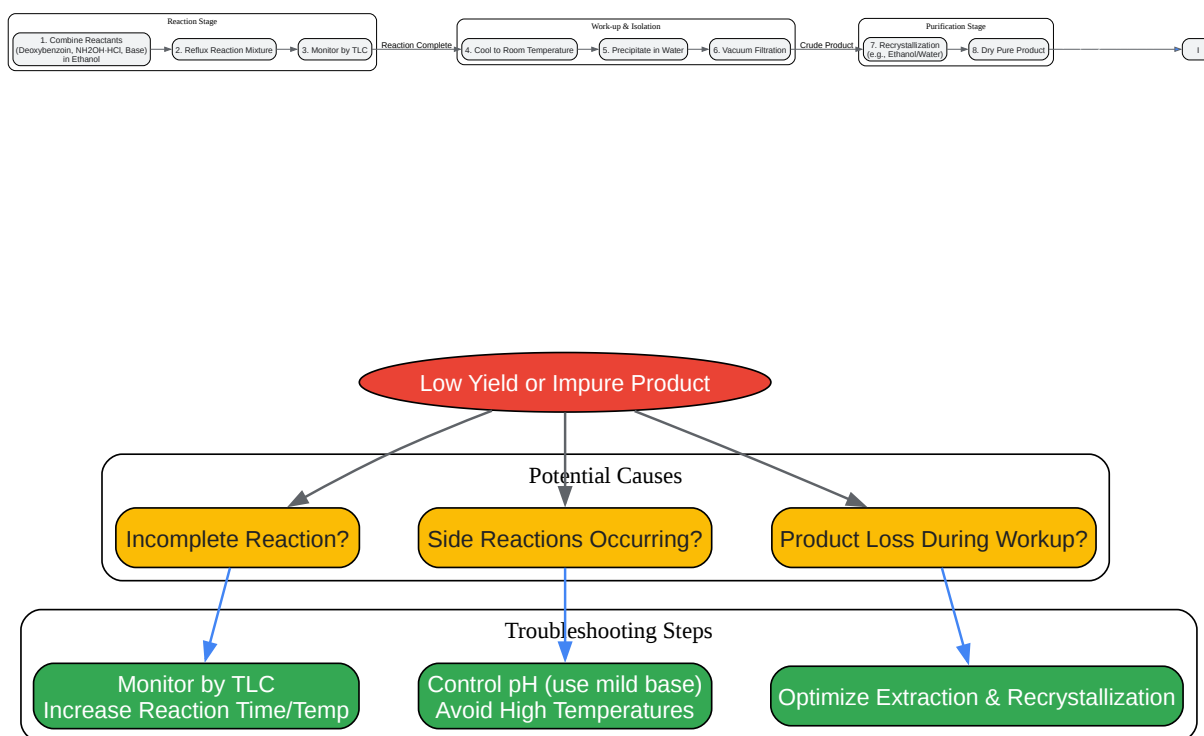 Reaction Stage
1. Combine Reactants
(Deoxybenzoin, NH2OH·HCl, Base)
in Ethanol
2. Reflux Reaction Mixture
3. Monitor by TLC
Reaction Complete
Work-up & Isolation
4. Cool to Room Temperature
5. Precipitate in Water
6. Vacuum Filtration
Crude Product
Purification Stage
7. Recrystallization
(e.g., Ethanol/Water)
8. Dry Pure Product
Low Yield or Impure Product
Potential Causes
Incomplete Reaction?
Side Reactions Occurring?
Product Loss During Workup?
Troubleshooting Steps
Monitor by TLC
Increase Reaction Time/Temp
Control pH (use mild base)
Avoid High Temperatures
Optimize Extraction & Recrystallization